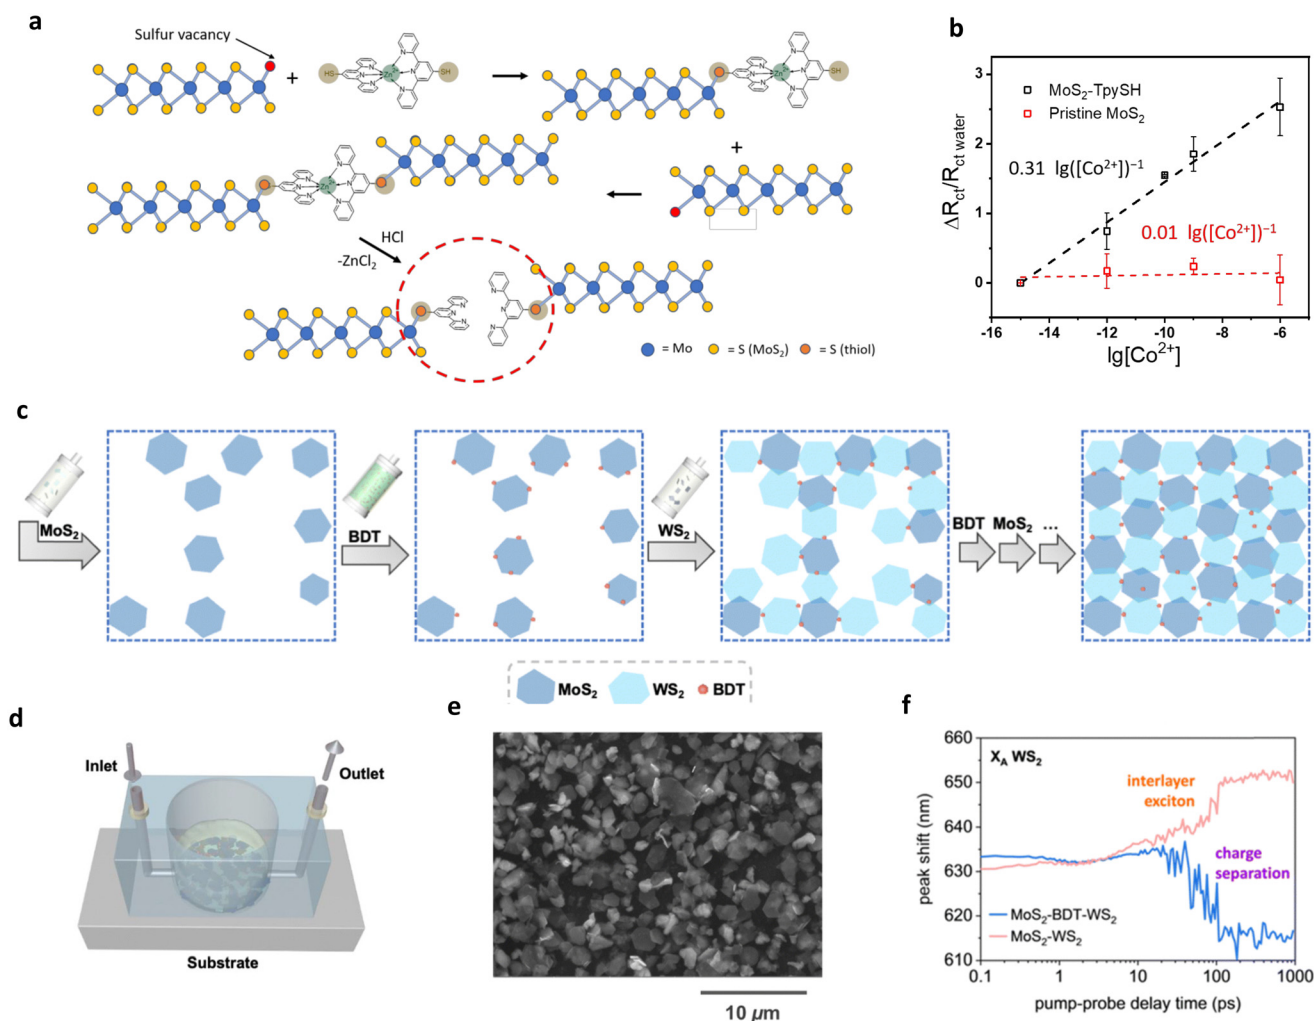 a
Sulfur vacancy
+
HS
Zn2+
SH
Zn2+
SH
+
Zn2+
HCl
-ZnCl2
N
N
N
N
N
N
= Mo
= S (MoS2)
= S (thiol)
b
ΔRct/Rct water
3
2
1
0
MoS2-TpySH
Pristine MoS2
0.31 lg([Co2+])−1
0.01 lg([Co2+])−1
-16
-14
-12
-10
-8
-6
lg[Co2+]
c
MoS2
BDT
WS2
BDT MoS2 ...
MoS2
WS2
BDT
d
Inlet
Outlet
Substrate
e
10 µm
f
peak shift (nm)
660
650
640
630
620
610
XA WS2
interlayer
exciton
charge
separation
MoS2-BDT-WS2
MoS2-WS2
0.1
1
10
100
1000
pump-probe delay time (ps)